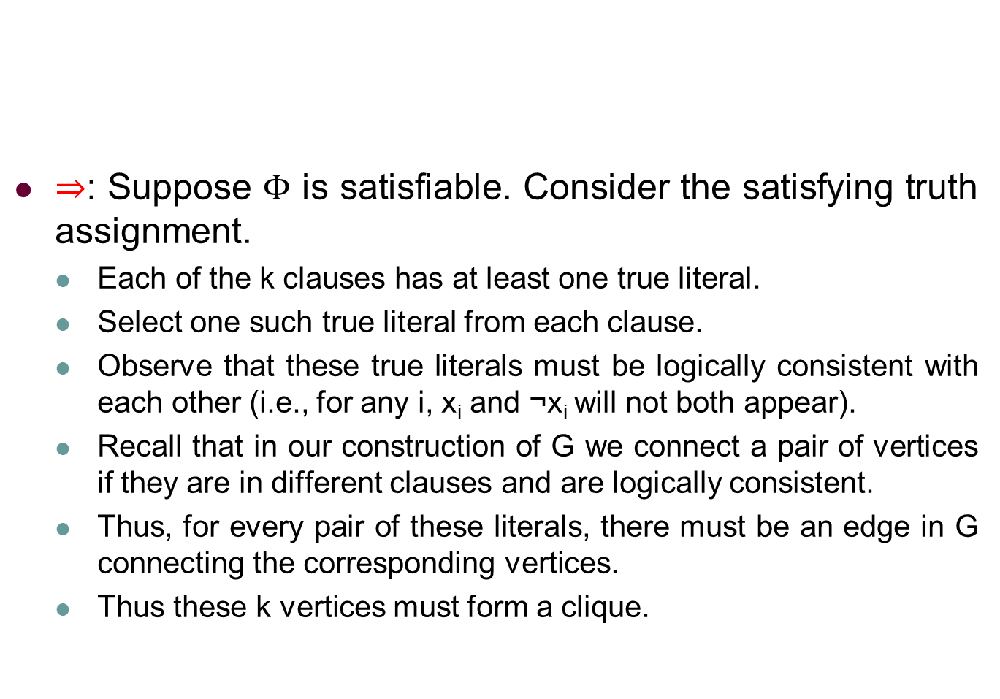 • ⇒: Suppose Φ is satisfiable. Consider the satisfying truth
assignment.
• Each of the k clauses has at least one true literal.
• Select one such true literal from each clause.
• Observe that these true literals must be logically consistent with
each other (i.e., for any i, xᵢ and ¬xᵢ will not both appear).
• Recall that in our construction of G we connect a pair of vertices
if they are in different clauses and are logically consistent.
• Thus, for every pair of these literals, there must be an edge in G
connecting the corresponding vertices.
• Thus these k vertices must form a clique.